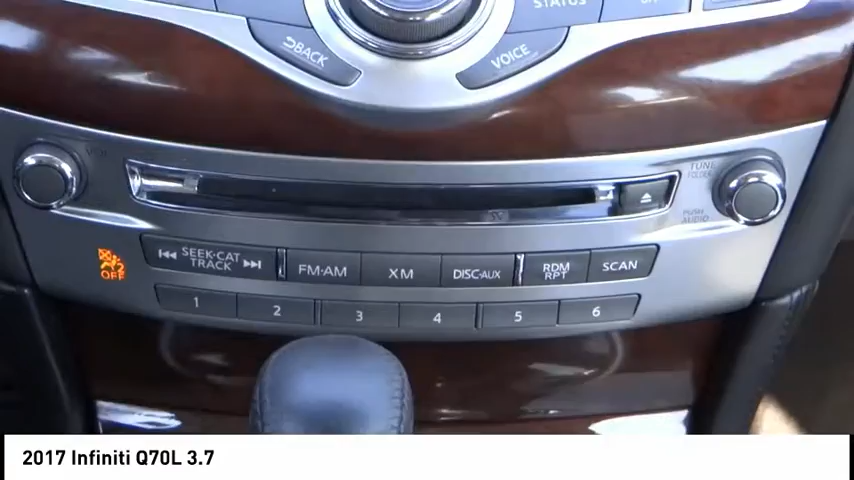 STATUS
BACK
VOICE
VOL
TUNE
FOLDER
PUSH
AUDIO
SEEK·CAT
TRACK
FM·AM
XM
DISC·AUX
RDM
RPT
SCAN
OFF
1
2
3
4
5
6
2017 Infiniti Q70L 3.7